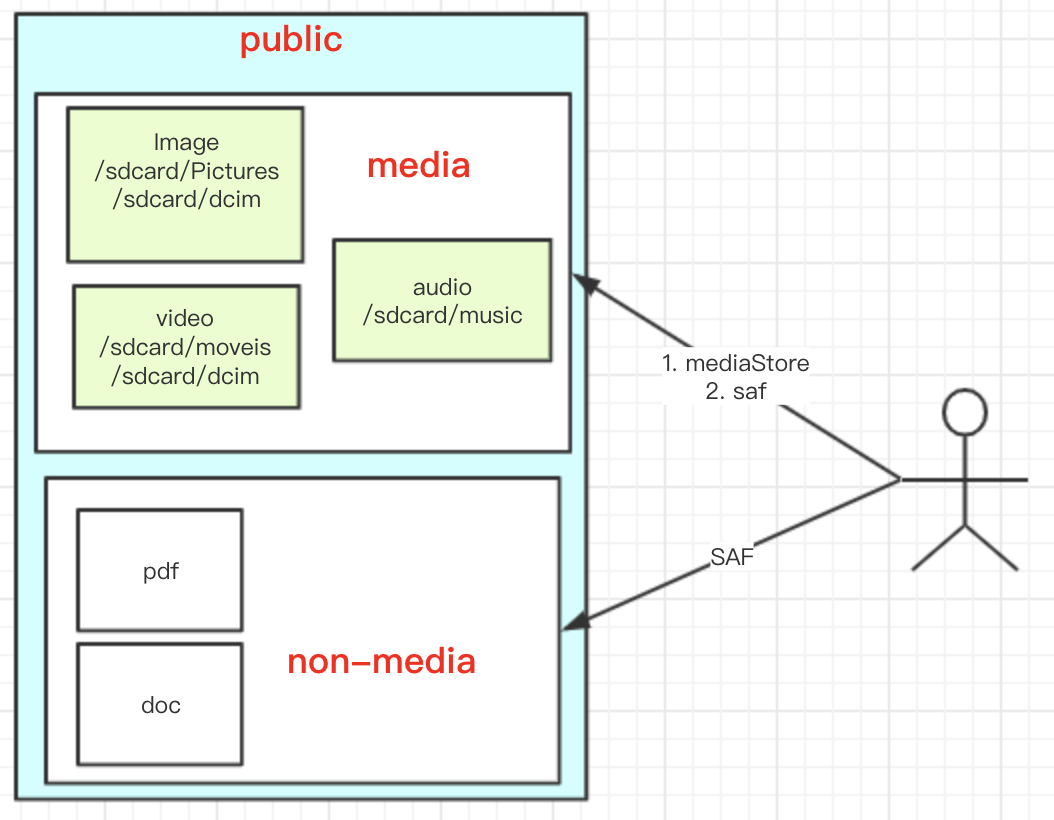 public
media
Image
/sdcard/Pictures
/sdcard/dcim
audio
/sdcard/music
video
/sdcard/moveis
/sdcard/dcim
1. mediaStore
2. saf
SAF
pdf
non-media
doc